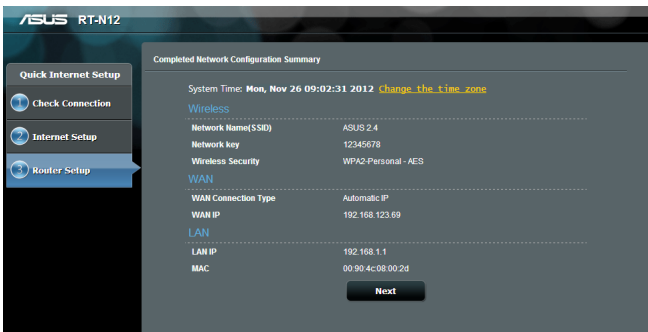 ASUS RT-N12
Quick Internet Setup
1 Check Connection
2 Internet Setup
3 Router Setup
Completed Network Configuration Summary
System Time: Mon, Nov 26 09:02:31 2012 Change the time zone
Wireless
Network Name(SSID) ASUS 2.4
Network key 12345678
Wireless Security WPA2-Personal - AES
WAN
WAN Connection Type Automatic IP
WAN IP 192.168.123.69
LAN
LAN IP 192.168.1.1
MAC 00:90:4c:08:00:2d
Next